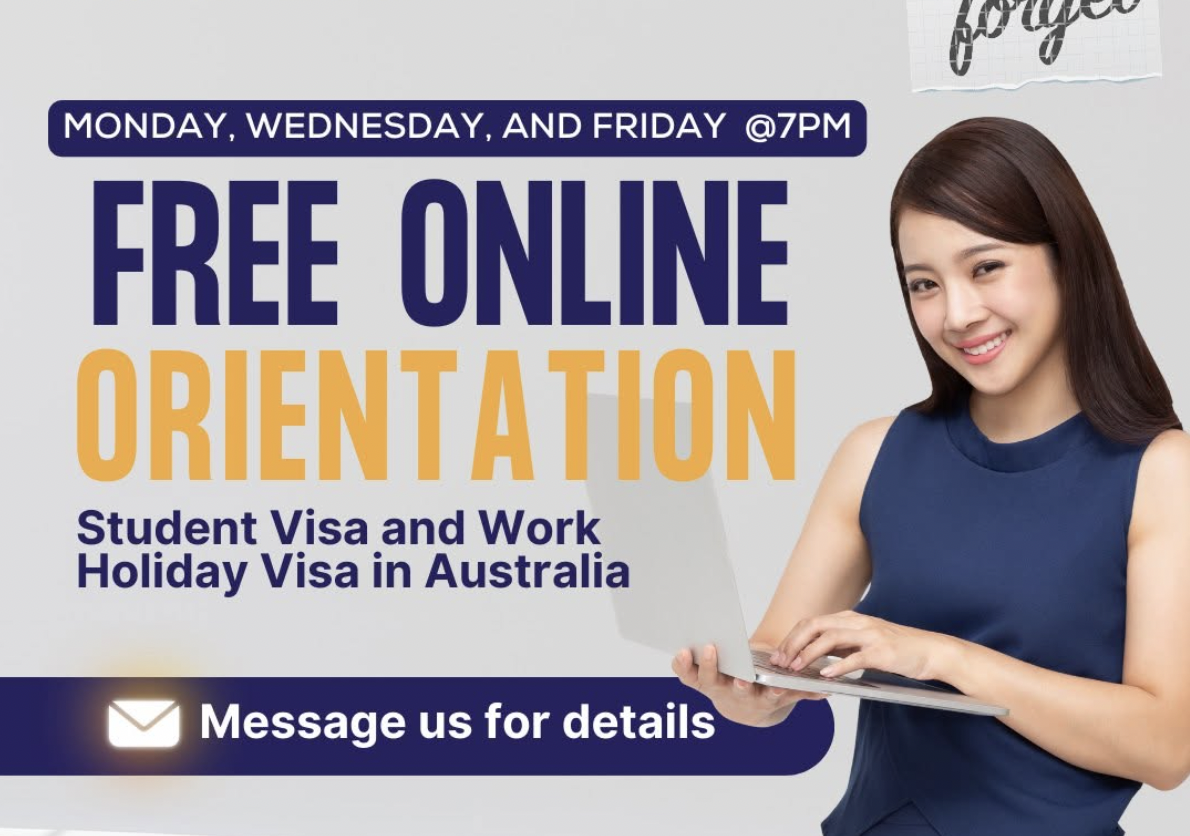 forget
MONDAY, WEDNESDAY, AND FRIDAY @7PM
FREE ONLINE
ORIENTATION
Student Visa and Work
Holiday Visa in Australia
Message us for details